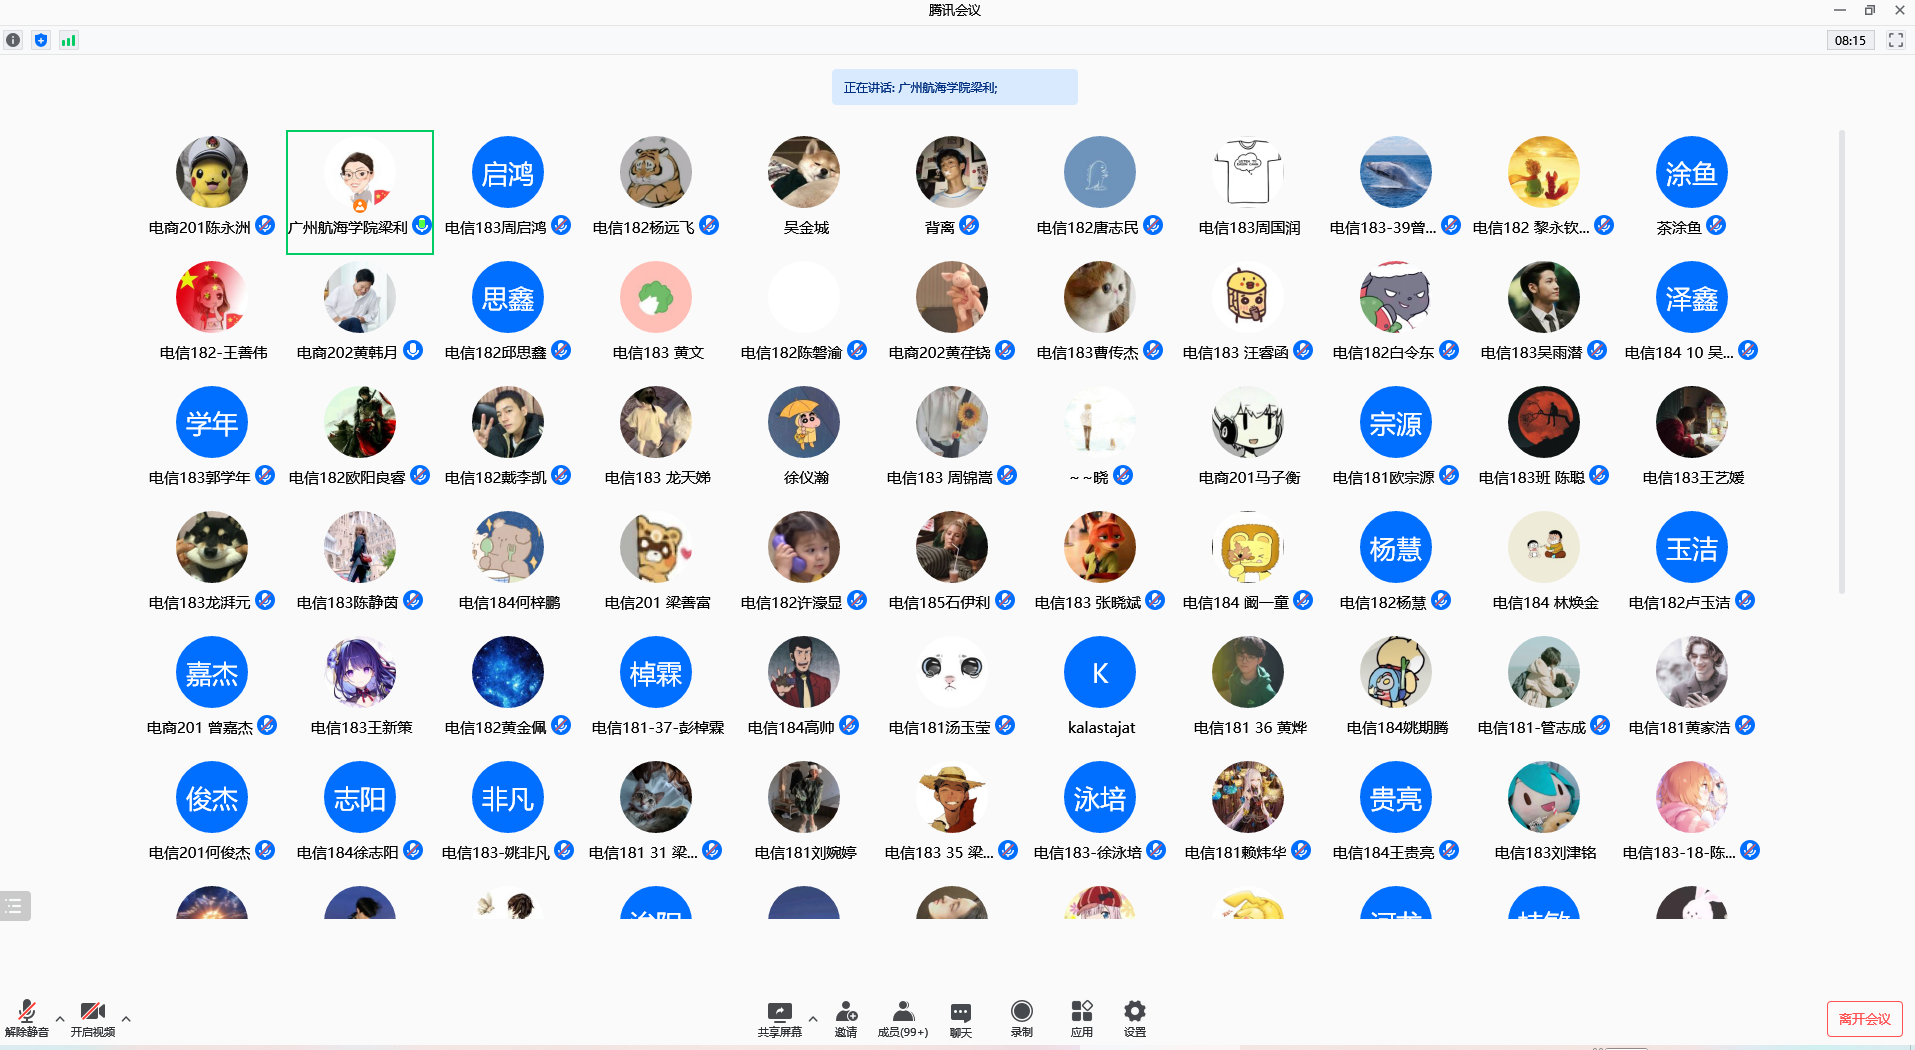 腾讯会议
08:15
正在讲话: 广州航海学院梁利;
启鸿
涂鱼
电商201陈永洲
广州航海学院梁利
电信183周启鸿
电信182杨远飞
吴金城
背离
电信182唐志民
电信183周国润
电信183-39曾...
电信182 黎永钦...
茶涂鱼
思鑫
泽鑫
电信182-王善伟
电商202黄韩月
电信182邱思鑫
电信183 黄文
电信182陈磐渝
电商202黄荏铙
电信183曹传杰
电信183 汪睿函
电信182白令东
电信183吴雨潜
电信184 10 吴...
学年
宗源
电信183郭学年
电信182欧阳良睿
电信182戴李凯
电信183 龙天娣
徐仪瀚
电信183 周锦嵩
~~晓
电商201马子衡
电信181欧宗源
电信183班 陈聪
电信183王艺媛
杨慧
玉洁
电信183龙湃元
电信183陈静茵
电信184何梓鹏
电信201 梁善富
电信182许濠显
电信185石伊利
电信183 张晓斌
电信184 阚一童
电信182杨慧
电信184 林焕金
电信182卢玉洁
嘉杰
棹霖
K
电商201 曾嘉杰
电信183王新策
电信182黄金佩
电信181-37-彭棹霖
电信184高帅
电信181汤玉莹
kalastajat
电信181 36 黄烨
电信184姚期腾
电信181-管志成
电信181黄家浩
俊杰
志阳
非凡
泳培
贵亮
电信201何俊杰
电信184徐志阳
电信183-姚非凡
电信181 31 梁...
电信181刘婉婷
电信183 35 梁...
电信183-徐泳培
电信181赖炜华
电信184王贵亮
电信183刘津铭
电信183-18-陈...
解除静音
开启视频
共享屏幕
邀请
成员(99+)
聊天
录制
应用
设置
离开会议